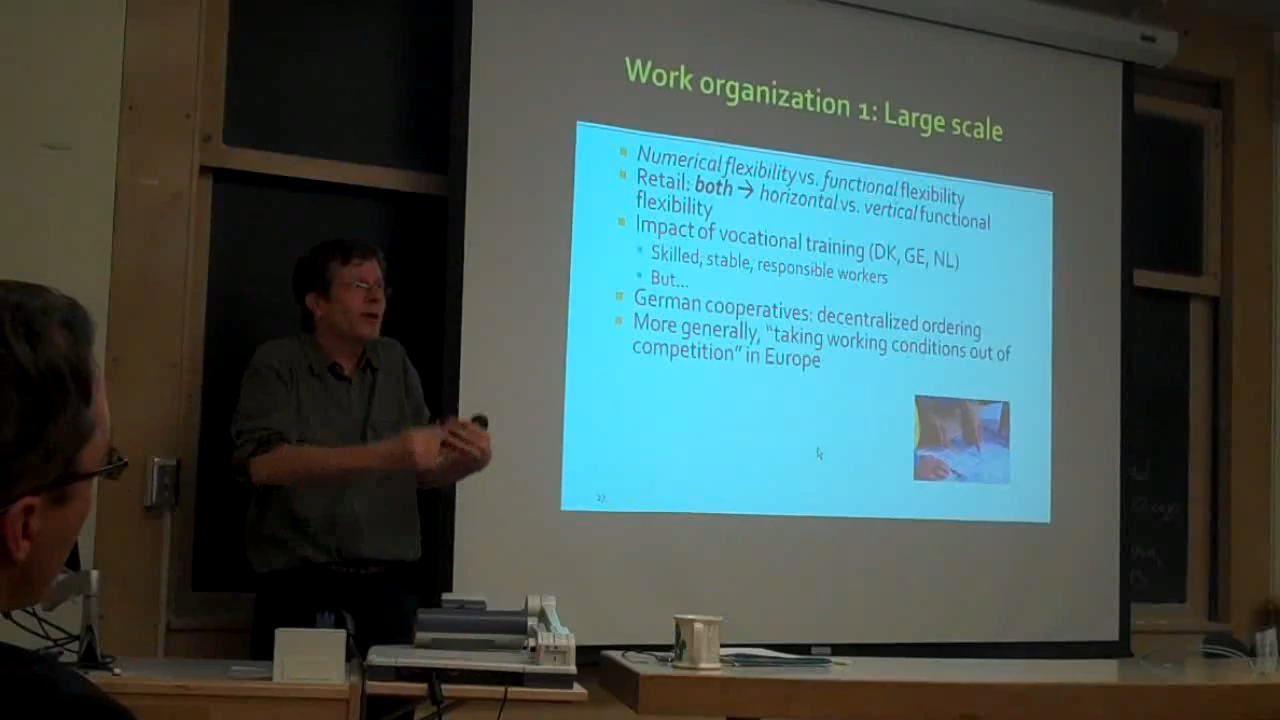 Work organization 1: Large scale
Numerical flexibility vs. functional flexibility
Retail: both → horizontal vs. vertical functional
flexibility
Impact of vocational training (DK, GE, NL)
Skilled, stable, responsible workers
But...
German cooperatives: decentralized ordering
More generally, “taking working conditions out of
competition” in Europe